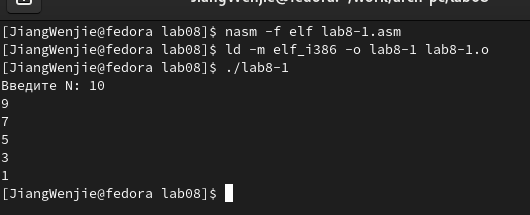 [JiangWenjie@fedora lab08]$ nasm -f elf lab8-1.asm
[JiangWenjie@fedora lab08]$ ld -m elf_i386 -o lab8-1 lab8-1.o
[JiangWenjie@fedora lab08]$ ./lab8-1
Введите N: 10
9
7
5
3
1
[JiangWenjie@fedora lab08]$